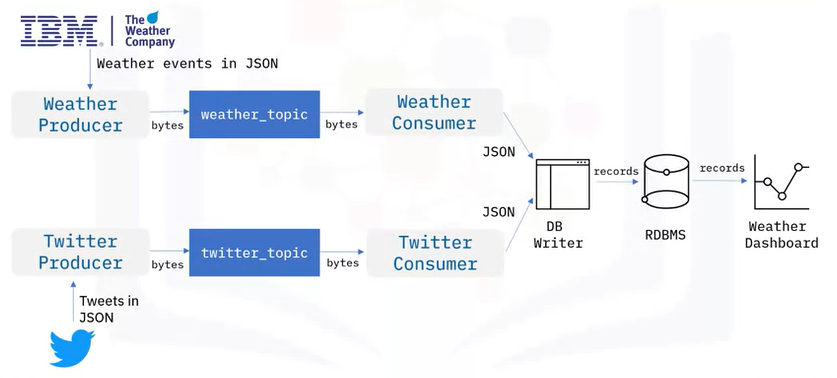 IBM
The
Weather
Company
Weather events in JSON
Weather
Producer
bytes
weather_topic
bytes
Weather
Consumer
JSON
JSON
DB
Writer
records
RDBMS
records
Weather
Dashboard
Twitter
Producer
bytes
twitter_topic
bytes
Twitter
Consumer
Tweets in
JSON